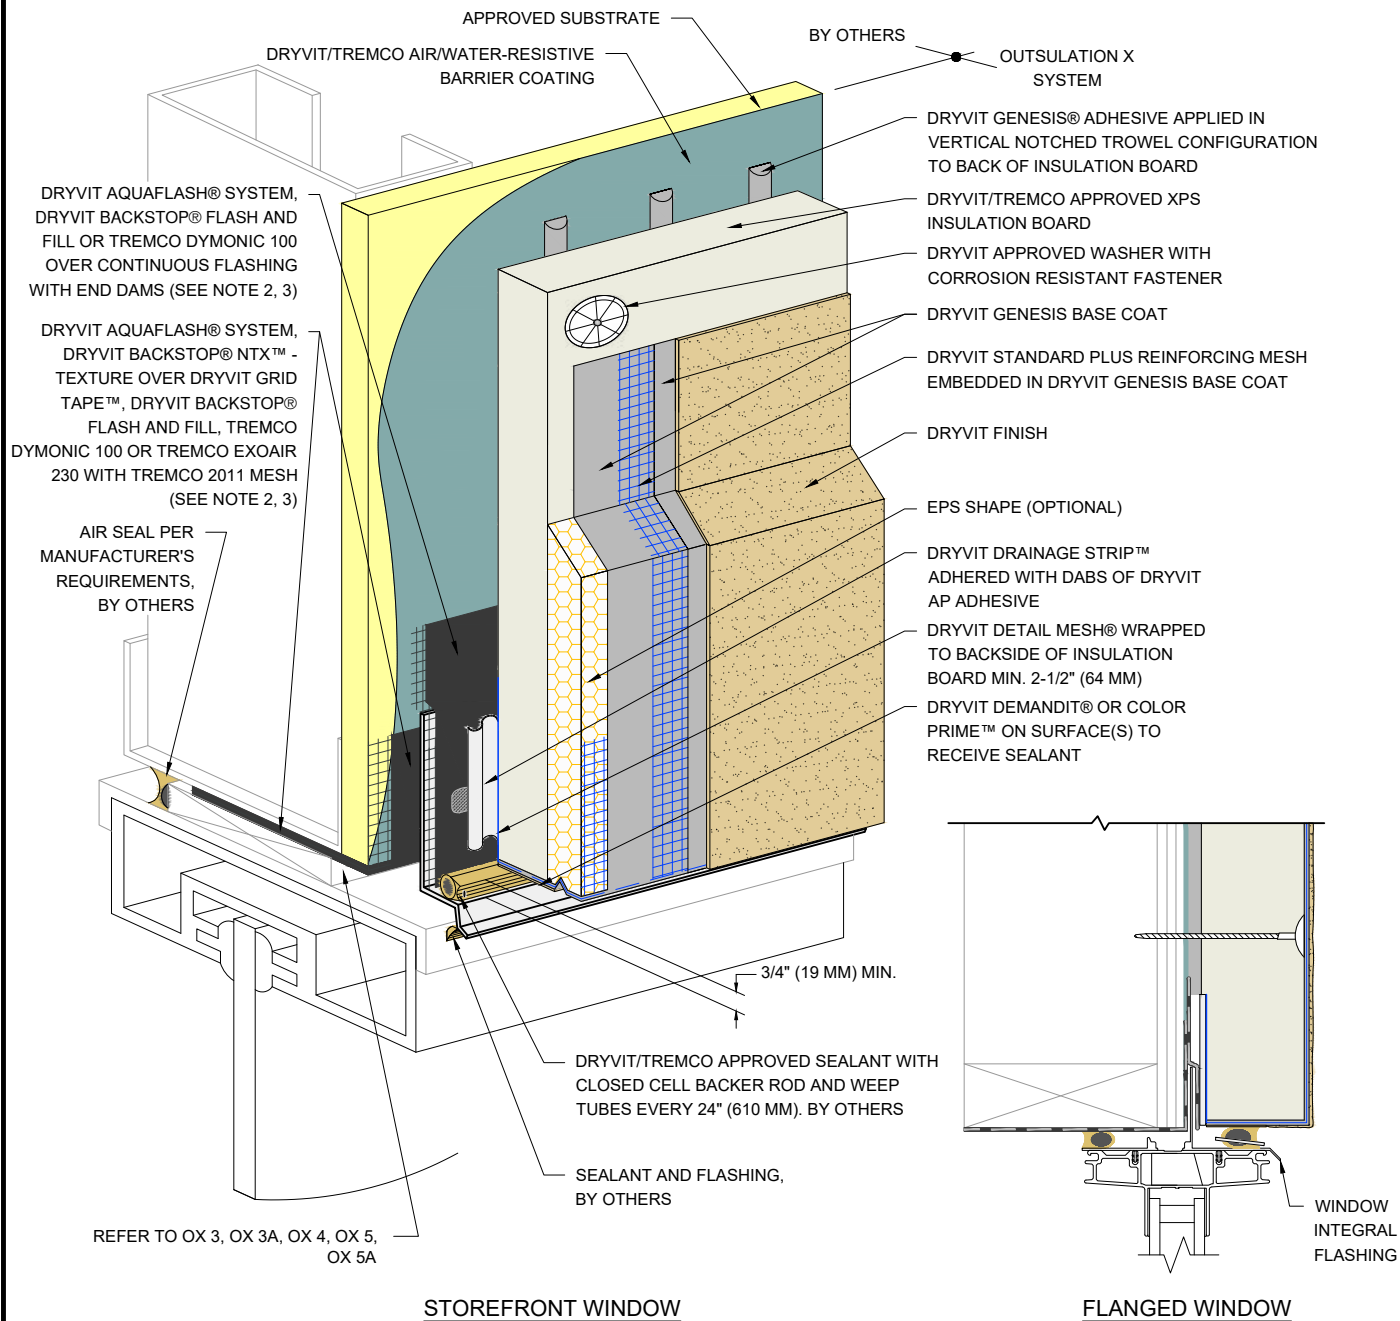 APPROVED SUBSTRATE
BY OTHERS
OUTSULATION X
SYSTEM
DRYVIT/TREMCO AIR/WATER-RESISTIVE
BARRIER COATING
DRYVIT GENESIS® ADHESIVE APPLIED IN
VERTICAL NOTCHED TROWEL CONFIGURATION
TO BACK OF INSULATION BOARD
DRYVIT/TREMCO APPROVED XPS
INSULATION BOARD
DRYVIT APPROVED WASHER WITH
CORROSION RESISTANT FASTENER
DRYVIT GENESIS BASE COAT
DRYVIT STANDARD PLUS REINFORCING MESH
EMBEDDED IN DRYVIT GENESIS BASE COAT
DRYVIT FINISH
EPS SHAPE (OPTIONAL)
DRYVIT DRAINAGE STRIP™
ADHERED WITH DABS OF DRYVIT
AP ADHESIVE
DRYVIT DETAIL MESH® WRAPPED
TO BACKSIDE OF INSULATION
BOARD MIN. 2-1/2" (64 MM)
DRYVIT DEMANDIT® OR COLOR
PRIME™ ON SURFACE(S) TO
RECEIVE SEALANT
DRYVIT AQUAFLASH® SYSTEM,
DRYVIT BACKSTOP® FLASH AND
FILL OR TREMCO DYMONIC 100
OVER CONTINUOUS FLASHING
WITH END DAMS (SEE NOTE 2, 3)
DRYVIT AQUAFLASH® SYSTEM,
DRYVIT BACKSTOP® NTX™ -
TEXTURE OVER DRYVIT GRID
TAPE™, DRYVIT BACKSTOP®
FLASH AND FILL, TREMCO
DYMONIC 100 OR TREMCO EXOAIR
230 WITH TREMCO 2011 MESH
(SEE NOTE 2, 3)
AIR SEAL PER
MANUFACTURER'S
REQUIREMENTS,
BY OTHERS
3/4" (19 MM) MIN.
DRYVIT/TREMCO APPROVED SEALANT WITH
CLOSED CELL BACKER ROD AND WEEP
TUBES EVERY 24" (610 MM). BY OTHERS
SEALANT AND FLASHING,
BY OTHERS
REFER TO OX 3, OX 3A, OX 4, OX 5,
OX 5A
WINDOW
INTEGRAL
FLASHING
STOREFRONT WINDOW
FLANGED WINDOW